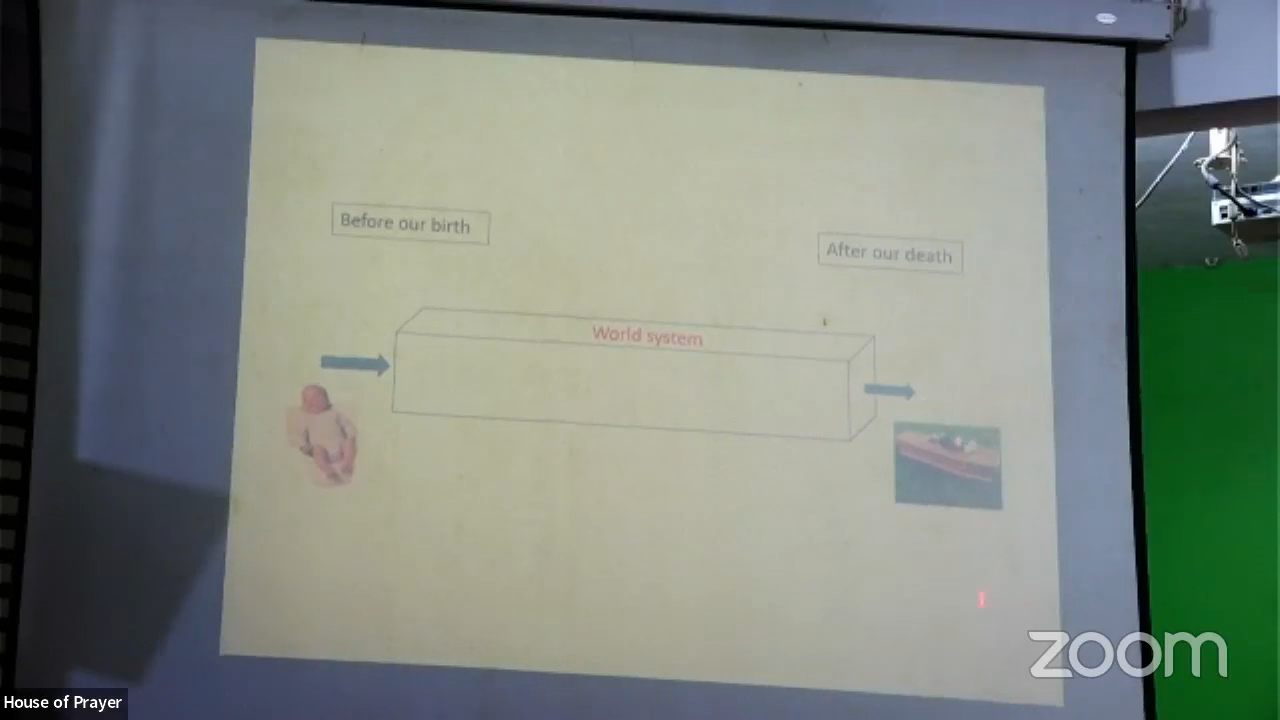 Before our birth
After our death
World system
zoom
House of Prayer